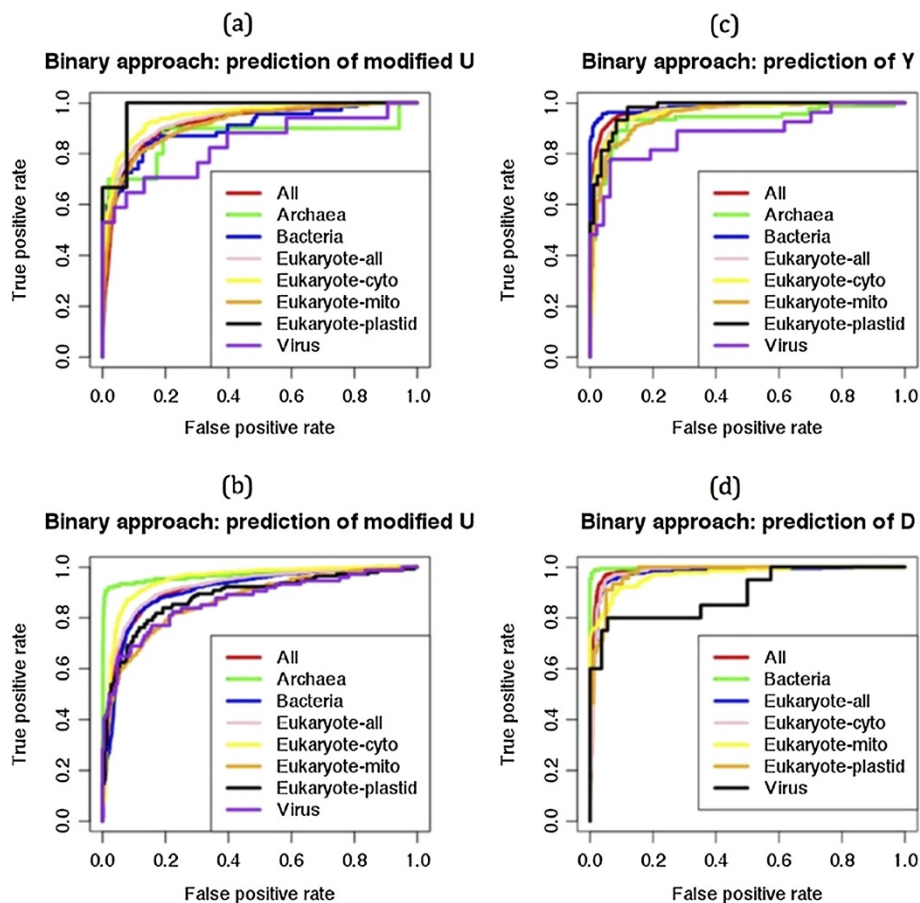 (a)
Binary approach: prediction of modified U
True positive rate
0.0 0.2 0.4 0.6 0.8 1.0
All
Archaea
Bacteria
Eukaryote-all
Eukaryote-cyto
Eukaryote-mito
Eukaryote-plastid
Virus
0.0 0.2 0.4 0.6 0.8 1.0
False positive rate
(c)
Binary approach: prediction of Y
True positive rate
0.0 0.2 0.4 0.6 0.8 1.0
All
Archaea
Bacteria
Eukaryote-all
Eukaryote-cyto
Eukaryote-mito
Eukaryote-plastid
Virus
0.0 0.2 0.4 0.6 0.8 1.0
False positive rate
(b)
Binary approach: prediction of modified U
True positive rate
0.0 0.2 0.4 0.6 0.8 1.0
All
Archaea
Bacteria
Eukaryote-all
Eukaryote-cyto
Eukaryote-mito
Eukaryote-plastid
Virus
0.0 0.2 0.4 0.6 0.8 1.0
False positive rate
(d)
Binary approach: prediction of D
True positive rate
0.0 0.2 0.4 0.6 0.8 1.0
All
Bacteria
Eukaryote-all
Eukaryote-cyto
Eukaryote-mito
Eukaryote-plastid
Virus
0.0 0.2 0.4 0.6 0.8 1.0
False positive rate